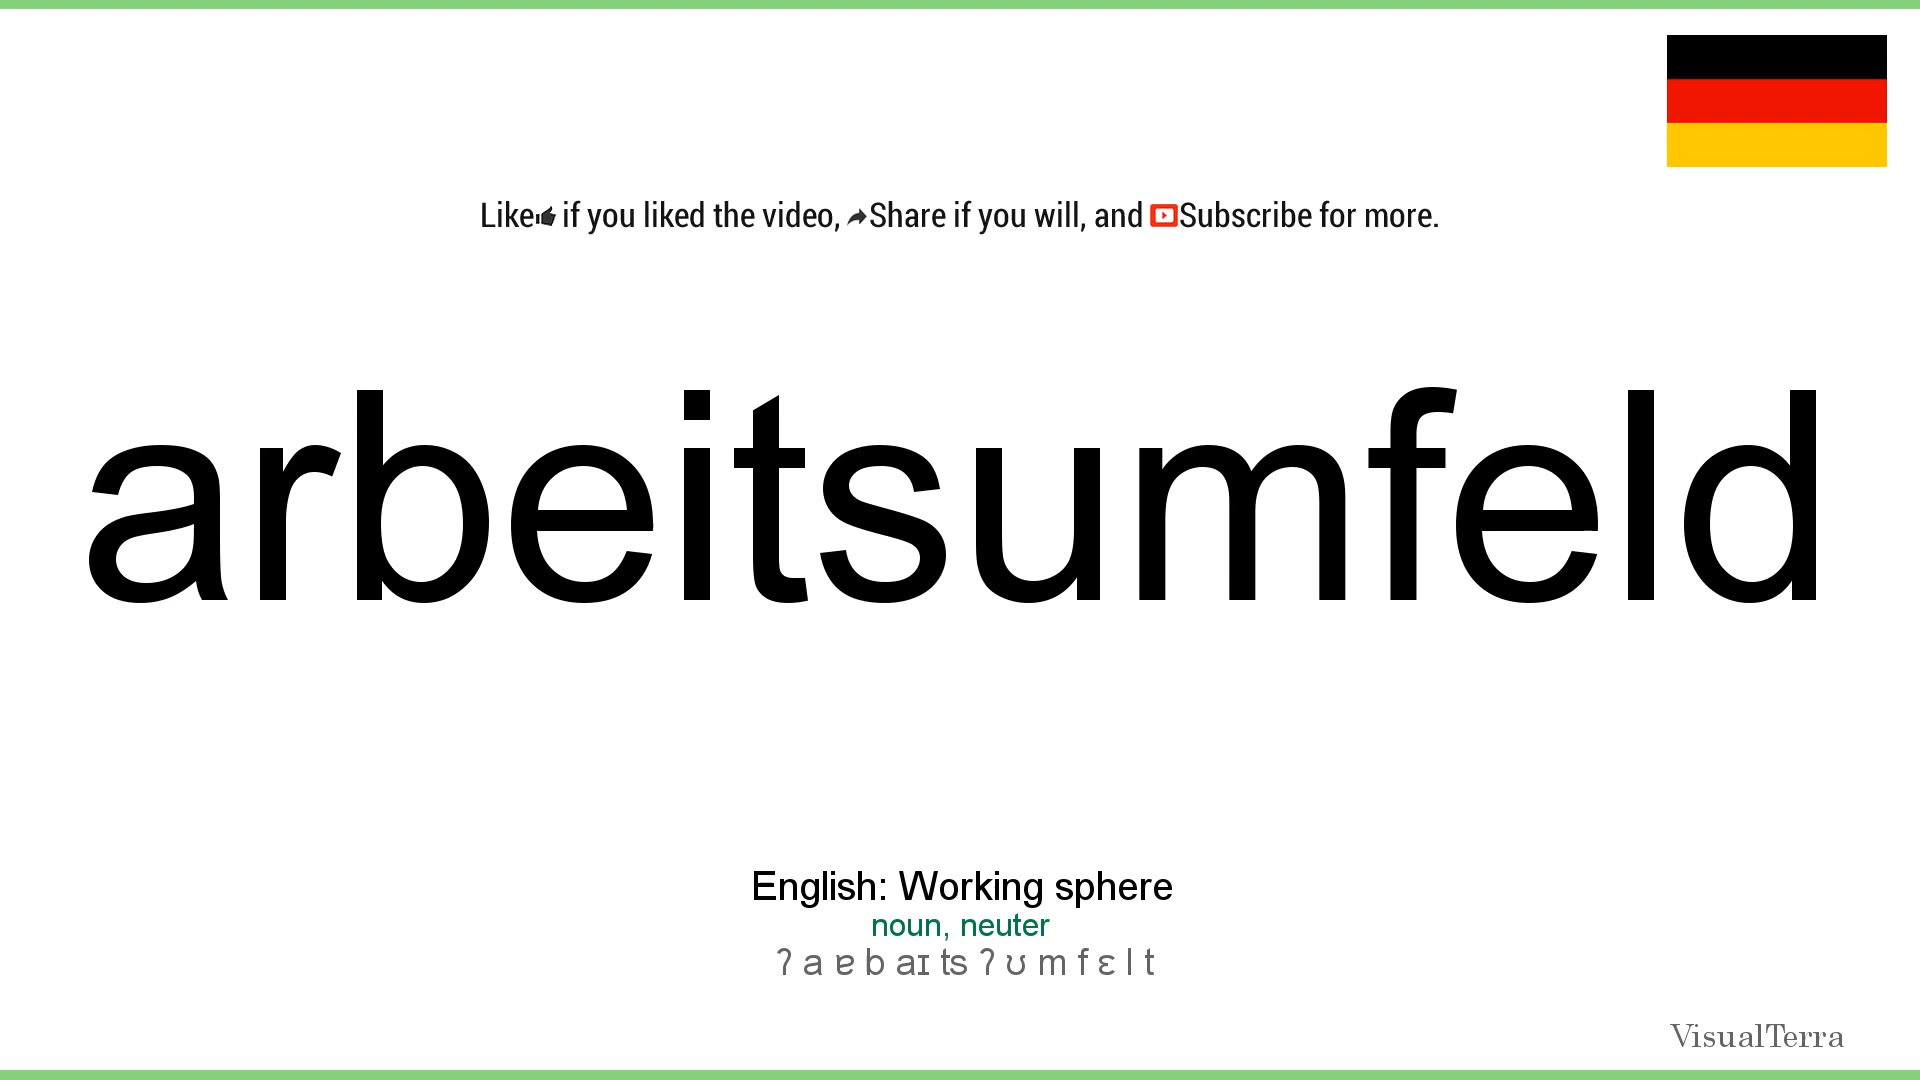 Like if you liked the video, Share if you will, and Subscribe for more.
arbeitsumfeld
English: Working sphere
noun, neuter
ʔ a ɐ b aɪ ts ʔ ʊ m f ɛ l t
VisualTerra